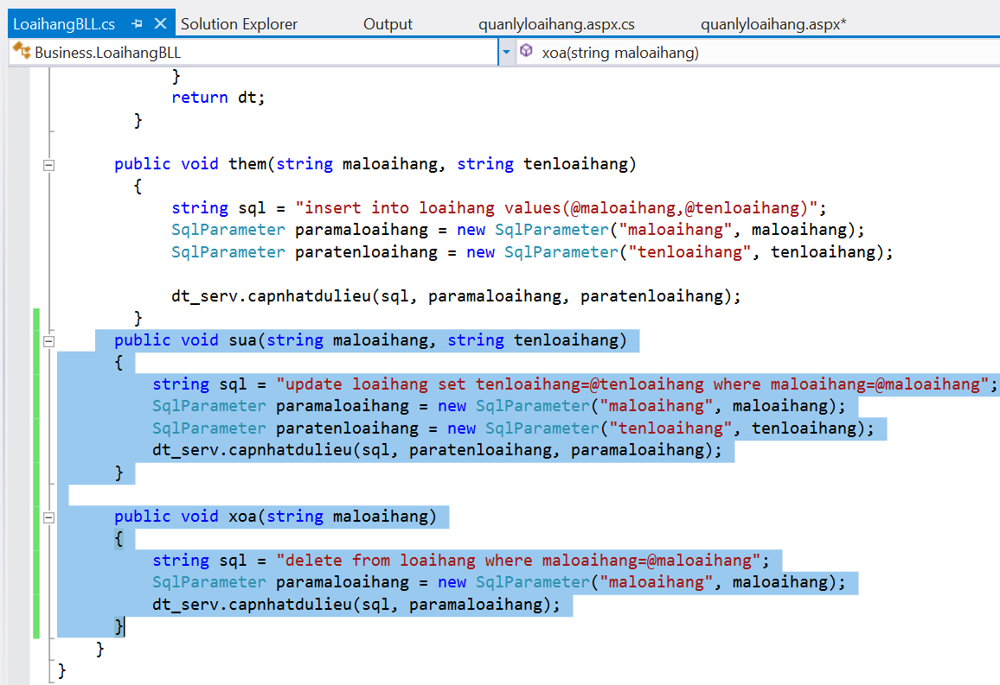 LoaihangBLL.cs Solution Explorer Output quanlyloaihang.aspx.cs quanlyloaihang.aspx*
Business.LoaihangBLL xoa(string maloaihang)
}
return dt;
}
public void them(string maloaihang, string tenloaihang)
{
string sql = "insert into loaihang values(@maloaihang,@tenloaihang)";
SqlParameter paramaloaihang = new SqlParameter("maloaihang", maloaihang);
SqlParameter paratenloaihang = new SqlParameter("tenloaihang", tenloaihang);
dt_serv.capnhatdulieu(sql, paramaloaihang, paratenloaihang);
}
public void sua(string maloaihang, string tenloaihang)
{
string sql = "update loaihang set tenloaihang=@tenloaihang where maloaihang=@maloaihang";
SqlParameter paramaloaihang = new SqlParameter("maloaihang", maloaihang);
SqlParameter paratenloaihang = new SqlParameter("tenloaihang", tenloaihang);
dt_serv.capnhatdulieu(sql, paratenloaihang, paramaloaihang);
}
public void xoa(string maloaihang)
{
string sql = "delete from loaihang where maloaihang=@maloaihang";
SqlParameter paramaloaihang = new SqlParameter("maloaihang", maloaihang);
dt_serv.capnhatdulieu(sql, paramaloaihang);
}
}
}